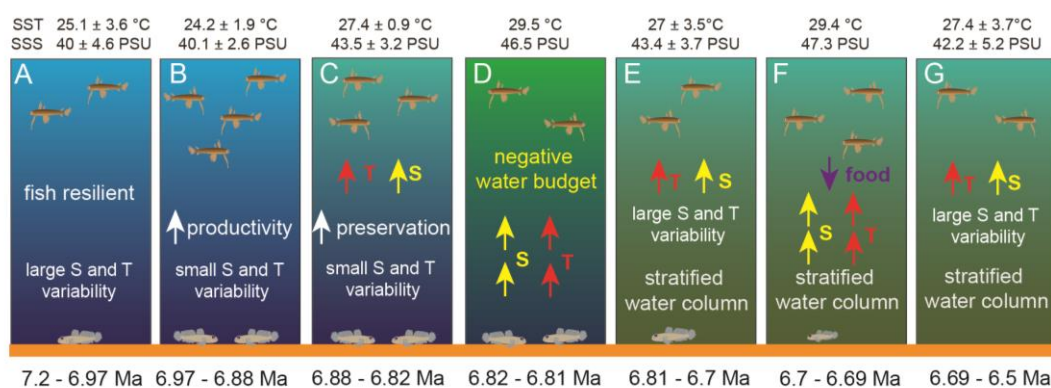 SST 25.1 ± 3.6 °C 24.2 ± 1.9 °C 27.4 ± 0.9 °C 29.5 °C 27 ± 3.5°C 29.4 °C 27.4 ± 3.7°C
SSS 40 ± 4.6 PSU 40.1 ± 2.6 PSU 43.5 ± 3.2 PSU 46.5 PSU 43.4 ± 3.7 PSU 47.3 PSU 42.2 ± 5.2 PSU
A
fish resilient
large S and T
variability
B
productivity
small S and T
variability
C
T S
preservation
small S and T
variability
D
negative
water budget
S T
E
T S
large S and T
variability
stratified
water column
F
food
S T
stratified
water column
G
T S
large S and T
variability
stratified
water column
7.2 - 6.97 Ma 6.97 - 6.88 Ma 6.88 - 6.82 Ma 6.82 - 6.81 Ma 6.81 - 6.7 Ma 6.7 - 6.69 Ma 6.69 - 6.5 Ma